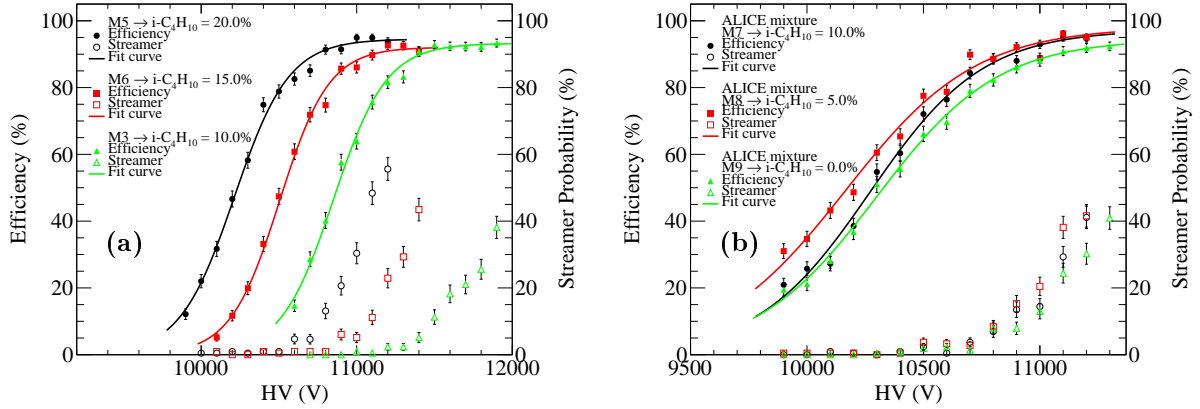 M5 → i-C4H10 = 20.0%
Efficiency
Streamer
Fit curve
M6 → i-C4H10 = 15.0%
Efficiency
Streamer
Fit curve
M3 → i-C4H10 = 10.0%
Efficiency
Streamer
Fit curve
(a)
Efficiency (%)
0
20
40
60
80
100
Streamer Probability (%)
0
20
40
60
80
100
10000
11000
12000
HV (V)
ALICE mixture
M7 → i-C4H10 = 10.0%
Efficiency
Streamer
Fit curve
ALICE mixture
M8 → i-C4H10 = 5.0%
Efficiency
Streamer
Fit curve
ALICE mixture
M9 → i-C4H10 = 0.0%
Efficiency
Streamer
Fit curve
(b)
Efficiency (%)
0
20
40
60
80
100
Streamer Probability (%)
0
20
40
60
80
100
9500
10000
10500
11000
HV (V)